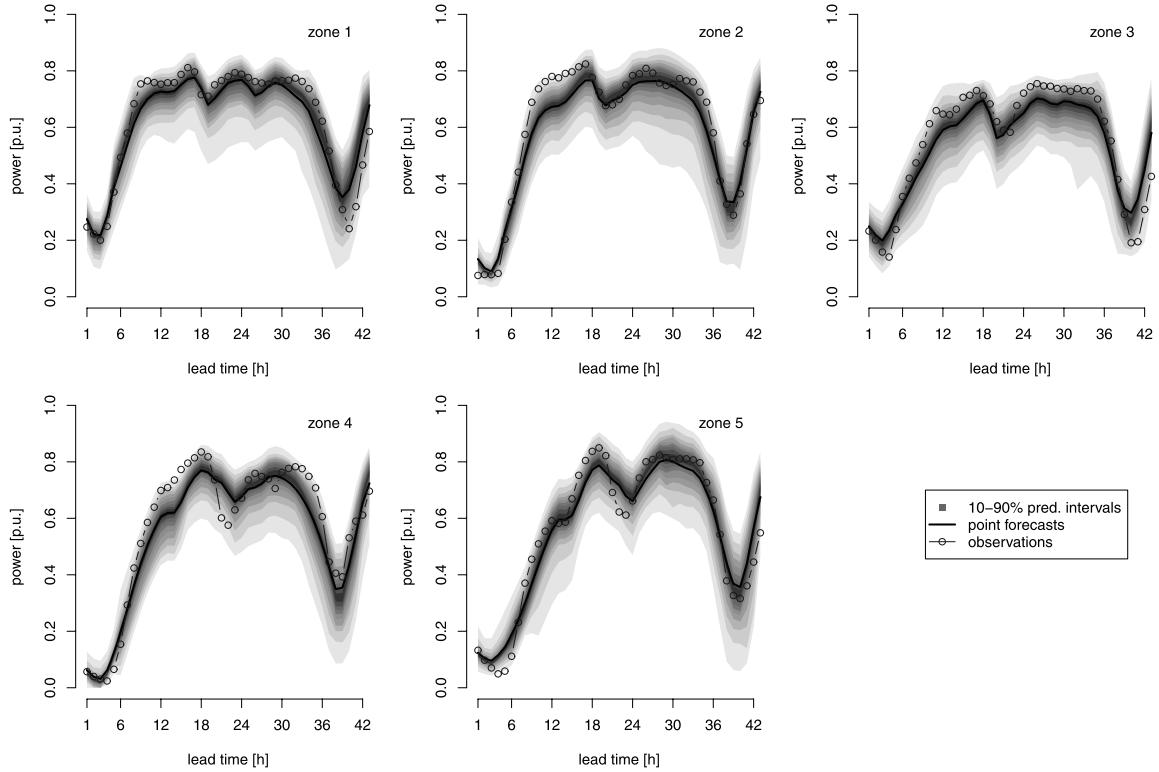 zone 1
power [p.u.]
0.0 0.2 0.4 0.6 0.8 1.0
1 6 12 18 24 30 36 42
lead time [h]
zone 2
power [p.u.]
0.0 0.2 0.4 0.6 0.8 1.0
1 6 12 18 24 30 36 42
lead time [h]
zone 3
power [p.u.]
0.0 0.2 0.4 0.6 0.8 1.0
1 6 12 18 24 30 36 42
lead time [h]
zone 4
power [p.u.]
0.0 0.2 0.4 0.6 0.8 1.0
1 6 12 18 24 30 36 42
lead time [h]
zone 5
power [p.u.]
0.0 0.2 0.4 0.6 0.8 1.0
1 6 12 18 24 30 36 42
lead time [h]
10−90% pred. intervals
point forecasts
observations